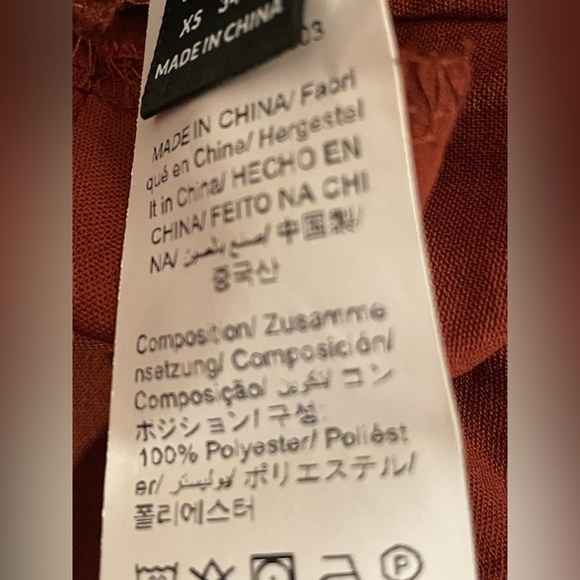 XS 34
MADE IN CHINA
03
MADE IN CHINA/ Fabri
qué en Chine/ Hergestel
lt in China/ HECHO EN
CHINA/ FEITO NA CHI
NA/ صنع بالصين/ 中国製/
중국산
Composition/ Zusamme
nsetzung/ Composición/
Composição/ تكوين/ コン
ポジション/ 구성:
100% Polyester/ Poliést
er/ بوليستر/ ポリエステル/
폴리에스터
P